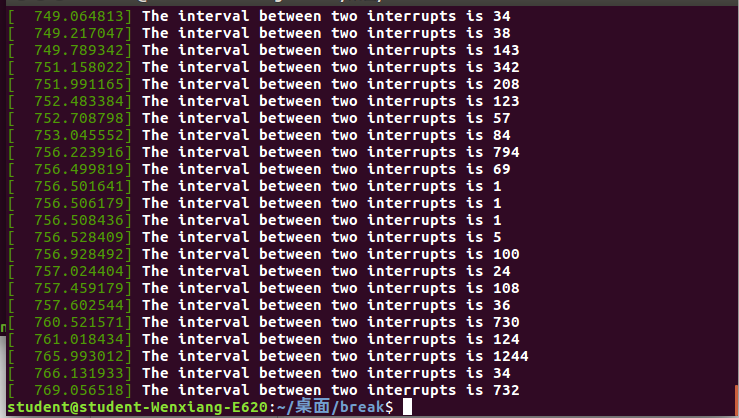 [  749.064813] The interval between two interrupts is 34
[  749.217047] The interval between two interrupts is 38
[  749.789342] The interval between two interrupts is 143
[  751.158022] The interval between two interrupts is 342
[  751.991165] The interval between two interrupts is 208
[  752.483384] The interval between two interrupts is 123
[  752.708798] The interval between two interrupts is 57
[  753.045552] The interval between two interrupts is 84
[  756.223916] The interval between two interrupts is 794
[  756.499819] The interval between two interrupts is 69
[  756.501641] The interval between two interrupts is 1
[  756.506179] The interval between two interrupts is 1
[  756.508436] The interval between two interrupts is 1
[  756.528409] The interval between two interrupts is 5
[  756.928492] The interval between two interrupts is 100
[  757.024404] The interval between two interrupts is 24
[  757.459179] The interval between two interrupts is 108
[  757.602544] The interval between two interrupts is 36
[  760.521571] The interval between two interrupts is 730
[  761.018434] The interval between two interrupts is 124
[  765.993012] The interval between two interrupts is 1244
[  766.131933] The interval between two interrupts is 34
[  769.056518] The interval between two interrupts is 732
student@student-Wenxiang-E620:~/桌面/break$